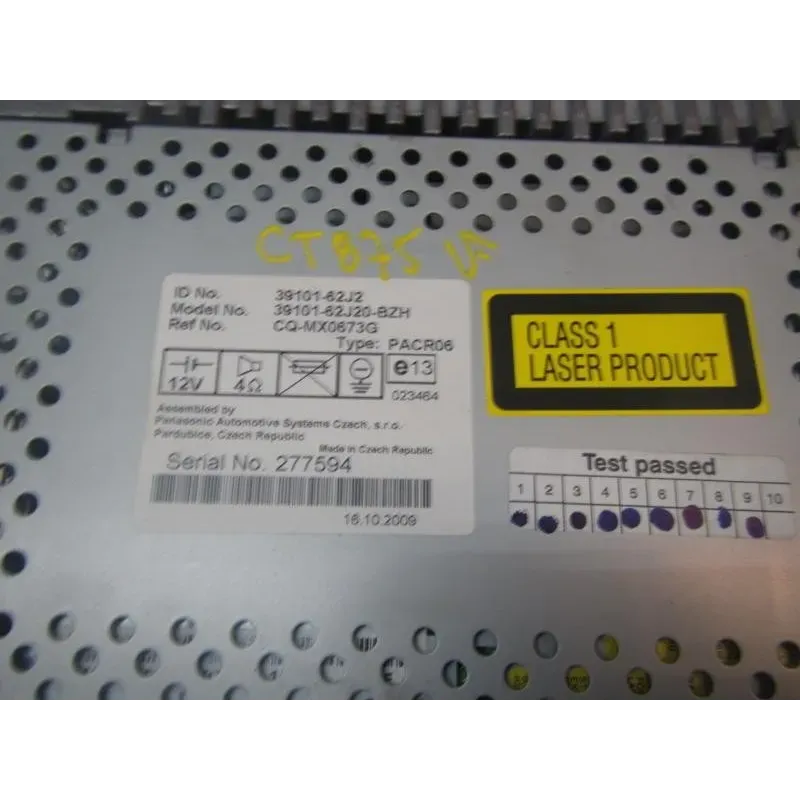 CTB75
ID No. 39101-62J2
Model No. 39101-62J20-BZH
Ref No. CQ-MX0673G
Type: PACR06
12V 4Ω e13
023464
Assembled by
Panasonic Automotive Systems Czech, s.r.o.
Pardubice, Czech Republic
Made in Czech Republic
Serial No. 277594
16.10.2009
CLASS 1
LASER PRODUCT
Test passed
1 2 3 4 5 6 7 8 9 10